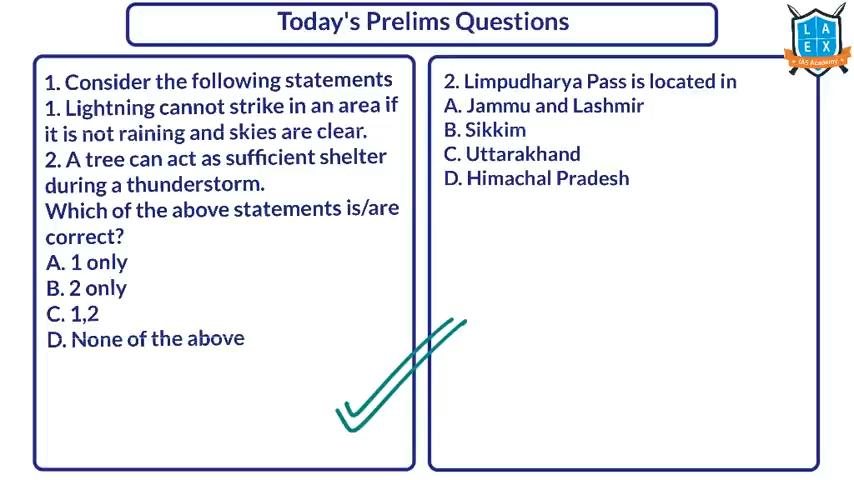 Today's Prelims Questions
L A
E X
IAS Academy
1. Consider the following statements
1. Lightning cannot strike in an area if
it is not raining and skies are clear.
2. A tree can act as sufficient shelter
during a thunderstorm.
Which of the above statements is/are
correct?
A. 1 only
B. 2 only
C. 1,2
D. None of the above
2. Limpudharya Pass is located in
A. Jammu and Lashmir
B. Sikkim
C. Uttarakhand
D. Himachal Pradesh